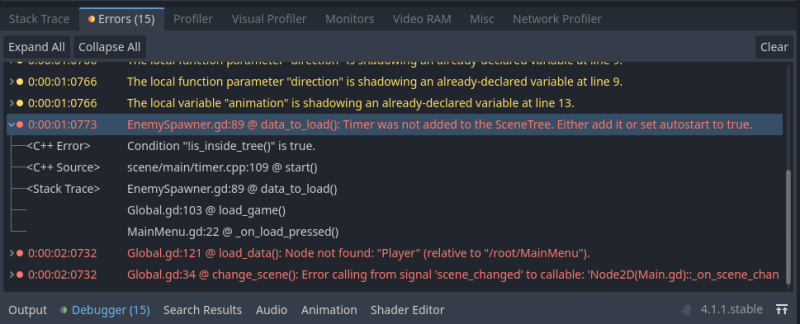 Stack Trace Errors (15) Profiler Visual Profiler Monitors Video RAM Misc Network Profiler
Expand All Collapse All Clear
0:00:01:0766 The local function parameter "direction" is shadowing an already-declared variable at line 9.
0:00:01:0766 The local function parameter "direction" is shadowing an already-declared variable at line 9.
0:00:01:0766 The local variable "animation" is shadowing an already-declared variable at line 13.
0:00:01:0773 EnemySpawner.gd:89 @ data_to_load(): Timer was not added to the SceneTree. Either add it or set autostart to true.
<C++ Error> Condition "!is_inside_tree()" is true.
<C++ Source> scene/main/timer.cpp:109 @ start()
<Stack Trace> EnemySpawner.gd:89 @ data_to_load()
Global.gd:103 @ load_game()
MainMenu.gd:22 @ _on_load_pressed()
0:00:02:0732 Global.gd:121 @ load_data(): Node not found: "Player" (relative to "/root/MainMenu").
0:00:02:0732 Global.gd:34 @ change_scene(): Error calling from signal 'scene_changed' to callable: 'Node2D(Main.gd)::_on_scene_chan
Output Debugger (15) Search Results Audio Animation Shader Editor 4.1.1.stable